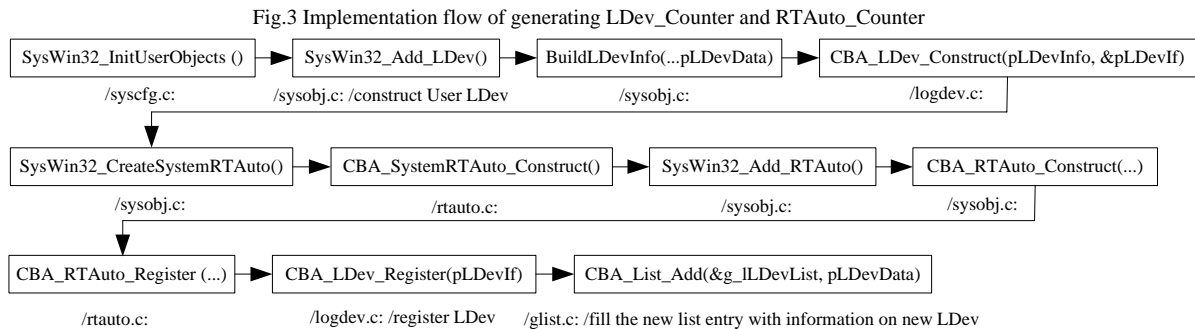 Fig.3 Implementation flow of generating LDev_Counter and RTAuto_Counter
SysWin32_InitUserObjects () SysWin32_Add_LDev() BuildLDevInfo(...pLDevData) CBA_LDev_Construct(pLDevInfo, &pLDevIf)
/syscfg.c: /sysobj.c: /construct User LDev /sysobj.c: /logdev.c:
SysWin32_CreateSystemRTAuto() CBA_SystemRTAuto_Construct() SysWin32_Add_RTAuto() CBA_RTAuto_Construct(...)
/sysobj.c: /rtauto.c: /sysobj.c: /sysobj.c:
CBA_RTAuto_Register (...) CBA_LDev_Register(pLDevIf) CBA_List_Add(&g_lLDevList, pLDevData)
/rtauto.c: /logdev.c: /register LDev /glist.c: /fill the new list entry with information on new LDev